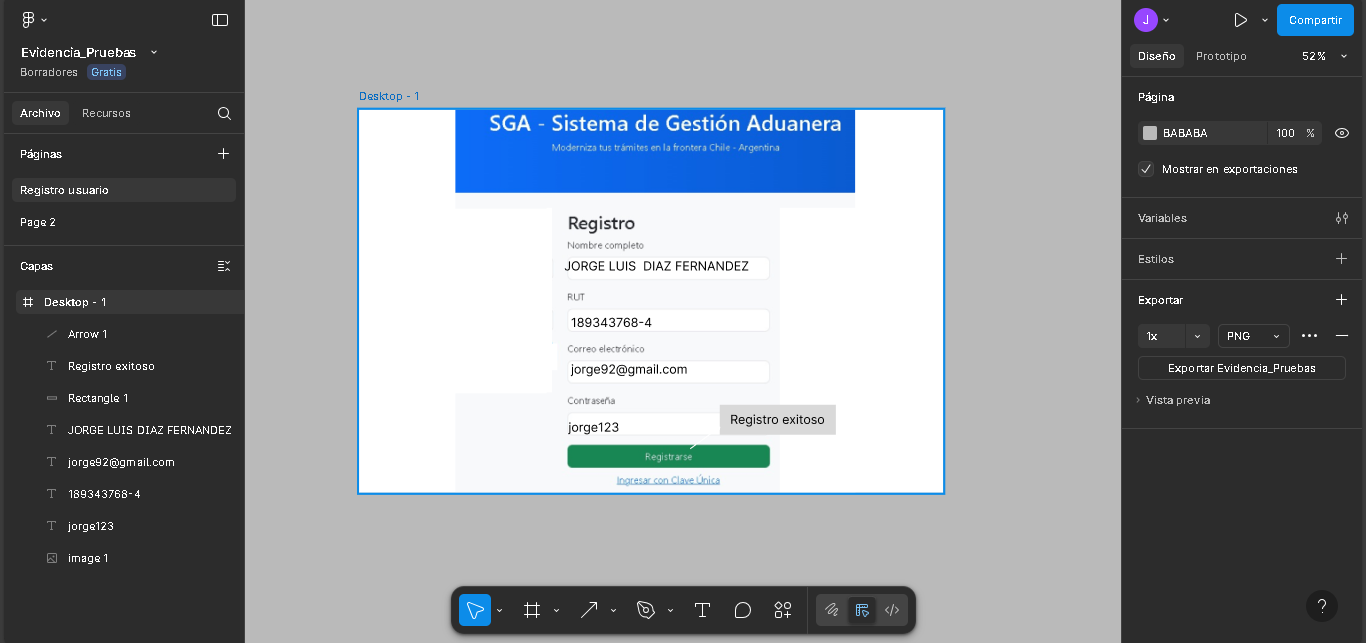 Evidencia_Pruebas
Borradores Gratis
Archivo Recursos
Páginas
Registro usuario
Page 2
Capas
Desktop - 1
Arrow 1
Registro exitoso
Rectangle 1
JORGE LUIS DIAZ FERNANDEZ
jorge92@gmail.com
189343768-4
jorge123
image 1
Desktop - 1
SGA - Sistema de Gestión Aduanera
Moderniza tus trámites en la frontera Chile - Argentina
Registro
Nombre completo
JORGE LUIS DIAZ FERNANDEZ
RUT
189343768-4
Correo electrónico
jorge92@gmail.com
Contraseña
jorge123
Registro exitoso
Registrarse
Ingresar con Clave Única
J
Compartir
Diseño Prototipo 52%
Página
BABABA 100 %
Mostrar en exportaciones
Variables
Estilos
Exportar
1x PNG
Exportar Evidencia_Pruebas
Vista previa
?